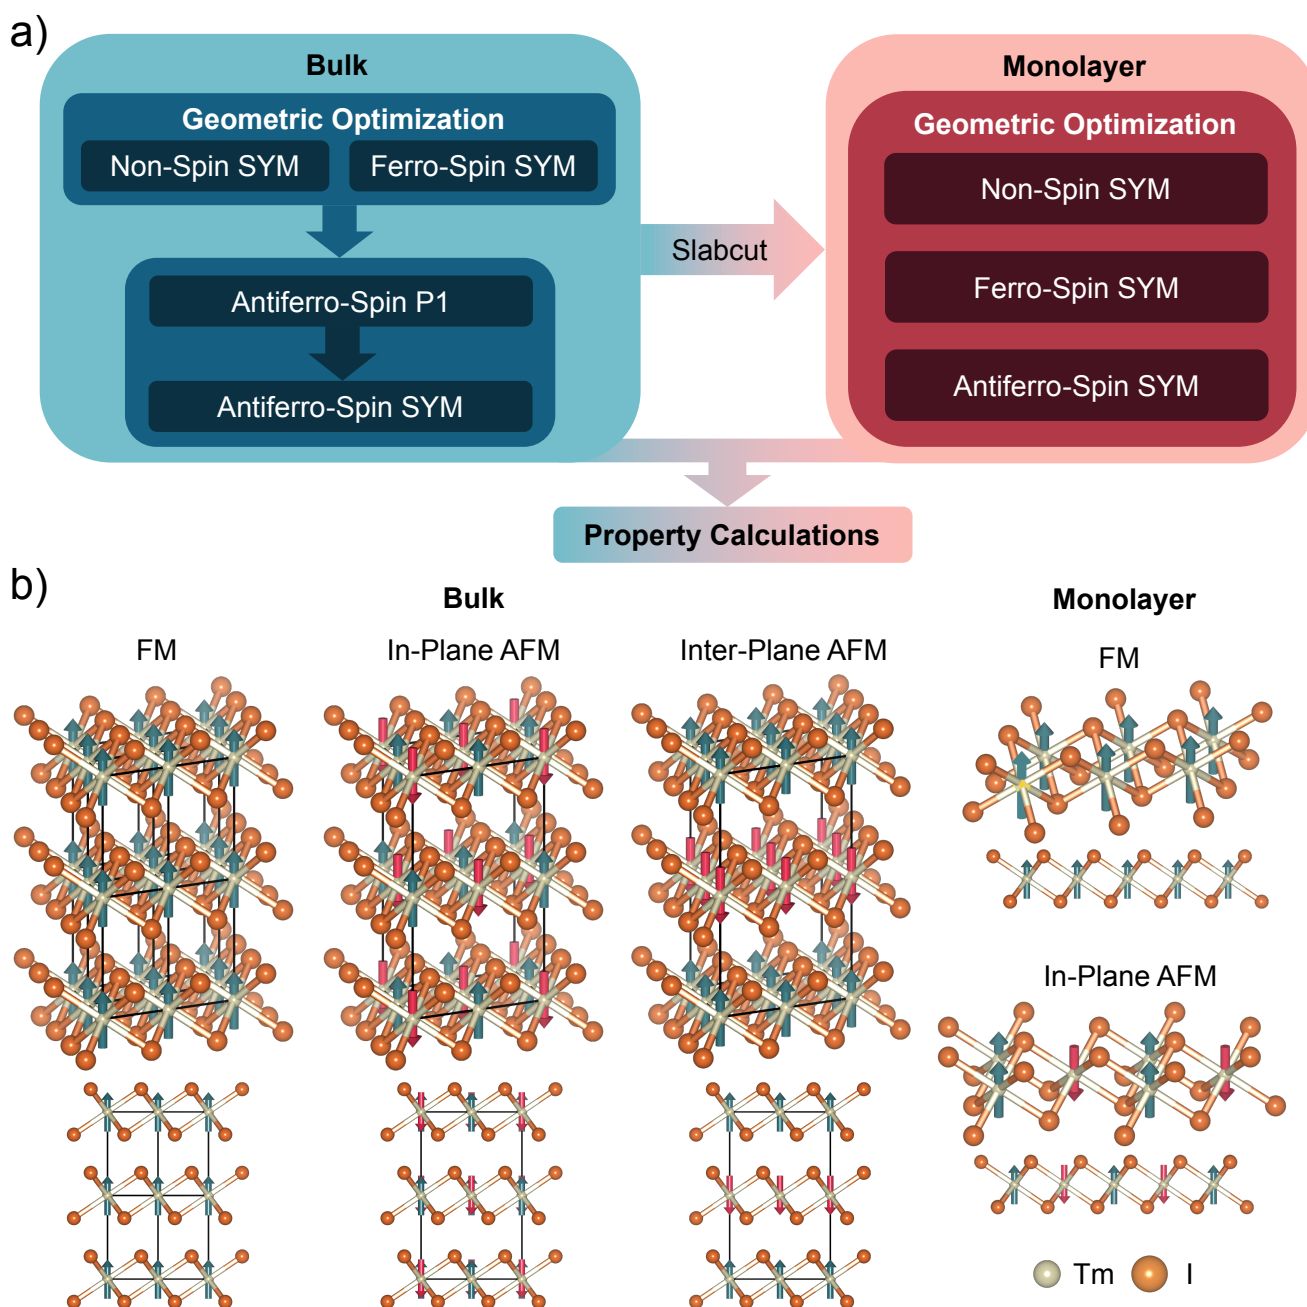 a)
Bulk
Geometric Optimization
Non-Spin SYM
Ferro-Spin SYM
Antiferro-Spin P1
Antiferro-Spin SYM
Slabcut
Monolayer
Geometric Optimization
Non-Spin SYM
Ferro-Spin SYM
Antiferro-Spin SYM
Property Calculations
b)
Bulk
Monolayer
FM
In-Plane AFM
Inter-Plane AFM
FM
In-Plane AFM
Tm
I